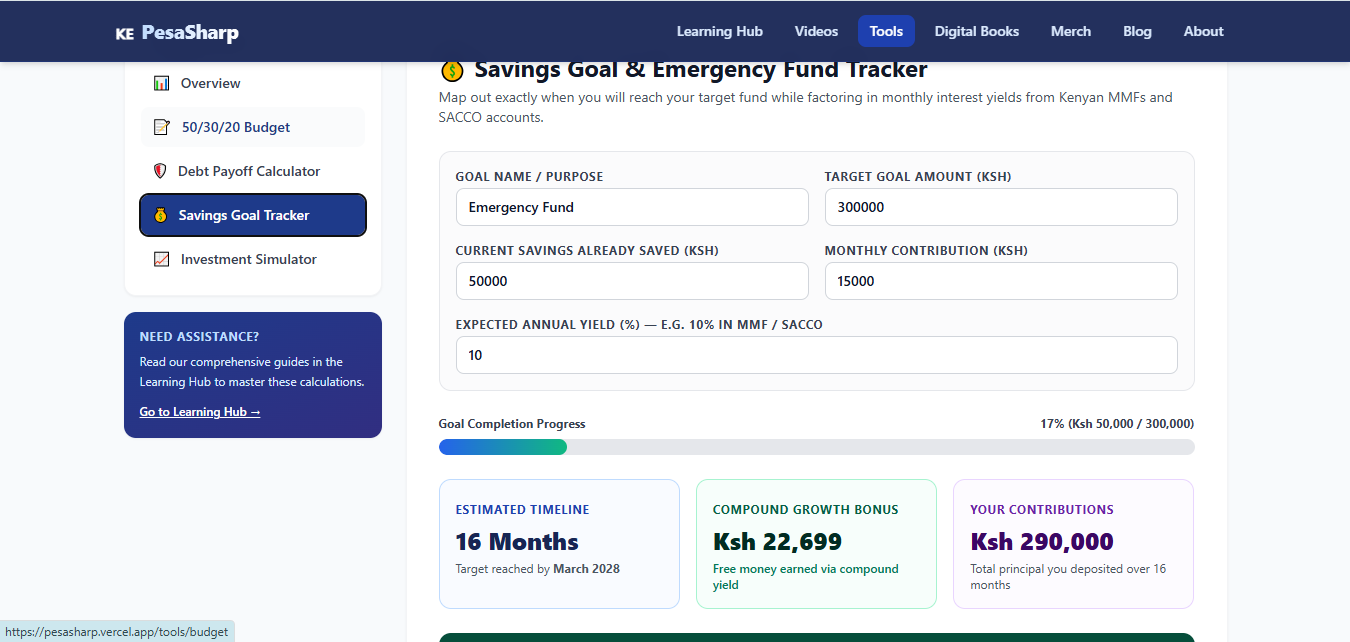 KE PesaSharp
Learning Hub
Videos
Tools
Digital Books
Merch
Blog
About
Overview
50/30/20 Budget
Debt Payoff Calculator
Savings Goal Tracker
Investment Simulator
NEED ASSISTANCE?
Read our comprehensive guides in the
Learning Hub to master these calculations.
Go to Learning Hub →
Savings Goal & Emergency Fund Tracker
Map out exactly when you will reach your target fund while factoring in monthly interest yields from Kenyan MMFs and
SACCO accounts.
GOAL NAME / PURPOSE
Emergency Fund
TARGET GOAL AMOUNT (KSH)
300000
CURRENT SAVINGS ALREADY SAVED (KSH)
50000
MONTHLY CONTRIBUTION (KSH)
15000
EXPECTED ANNUAL YIELD (%) — E.G. 10% IN MMF / SACCO
10
Goal Completion Progress
17% (Ksh 50,000 / 300,000)
ESTIMATED TIMELINE
16 Months
Target reached by March 2028
COMPOUND GROWTH BONUS
Ksh 22,699
Free money earned via compound
yield
YOUR CONTRIBUTIONS
Ksh 290,000
Total principal you deposited over 16
months
https://pesasharp.vercel.app/tools/budget